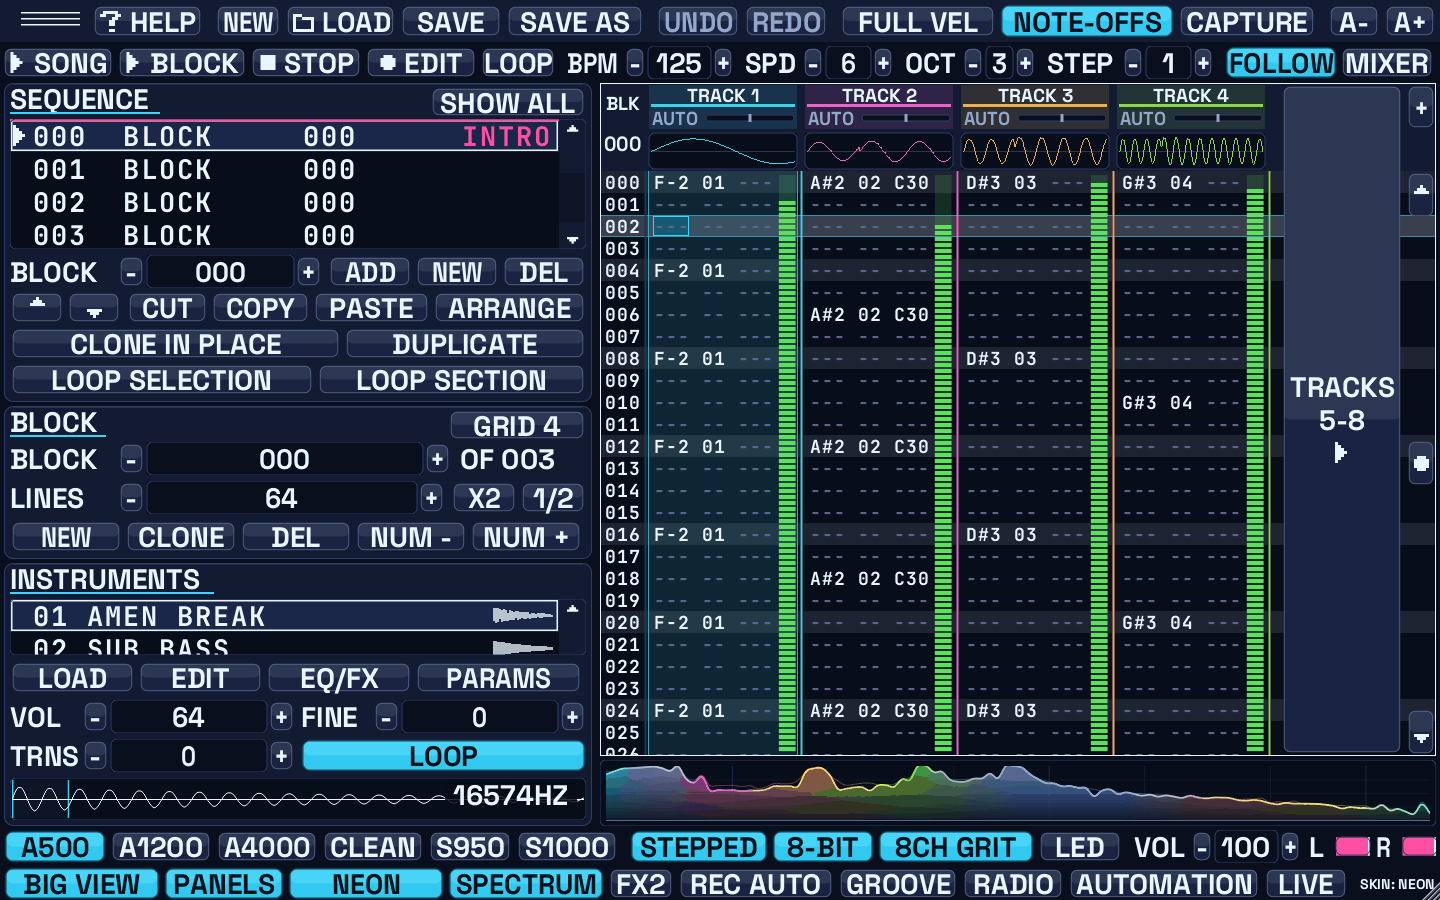 ? HELP NEW LOAD SAVE SAVE AS UNDO REDO FULL VEL NOTE-OFFS CAPTURE A- A+
SONG BLOCK STOP EDIT LOOP BPM - 125 + SPD - 6 + OCT - 3 + STEP - 1 + FOLLOW MIXER
SEQUENCE SHOW ALL
000 BLOCK 000 INTRO
001 BLOCK 000
002 BLOCK 000
003 BLOCK 000
BLOCK - 000 + ADD NEW DEL
CUT COPY PASTE ARRANGE
CLONE IN PLACE DUPLICATE
LOOP SELECTION LOOP SECTION
BLOCK GRID 4
BLOCK - 000 + OF 003
LINES - 64 + X2 1/2
NEW CLONE DEL NUM - NUM +
INSTRUMENTS
01 AMEN BREAK
02 SUB BASS
LOAD EDIT EQ/FX PARAMS
VOL - 64 + FINE - 0 +
TRNS - 0 + LOOP
16574HZ
BLK TRACK 1 TRACK 2 TRACK 3 TRACK 4 +
AUTO AUTO AUTO AUTO
000
000 F-2 01 --- A#2 02 C30 D#3 03 --- G#3 04 ---
001 --- -- --- --- -- --- --- -- --- --- -- ---
002 --- -- --- --- -- --- --- -- --- --- -- ---
003 --- -- --- --- -- --- --- -- --- --- -- ---
004 F-2 01 --- --- -- --- --- -- --- --- -- ---
005 --- -- --- --- -- --- --- -- --- --- -- ---
006 --- -- --- A#2 02 C30 --- -- --- --- -- ---
007 --- -- --- --- -- --- --- -- --- --- -- ---
008 F-2 01 --- --- -- --- D#3 03 --- --- -- ---
009 --- -- --- --- -- --- --- -- --- --- -- ---
010 --- -- --- --- -- --- --- -- --- G#3 04 ---
011 --- -- --- --- -- --- --- -- --- --- -- ---
012 F-2 01 --- A#2 02 C30 --- -- --- --- -- ---
013 --- -- --- --- -- --- --- -- --- --- -- ---
014 --- -- --- --- -- --- --- -- --- --- -- ---
015 --- -- --- --- -- --- --- -- --- --- -- ---
016 F-2 01 --- --- -- --- D#3 03 --- --- -- ---
017 --- -- --- --- -- --- --- -- --- --- -- ---
018 --- -- --- A#2 02 C30 --- -- --- --- -- ---
019 --- -- --- --- -- --- --- -- --- --- -- ---
020 F-2 01 --- --- -- --- --- -- --- G#3 04 ---
021 --- -- --- --- -- --- --- -- --- --- -- ---
022 --- -- --- --- -- --- --- -- --- --- -- ---
023 --- -- --- --- -- --- --- -- --- --- -- ---
024 F-2 01 --- A#2 02 C30 D#3 03 --- --- -- ---
025 --- -- --- --- -- --- --- -- --- --- -- ---
026
TRACKS
5-8
A500 A1200 A4000 CLEAN S950 S1000 STEPPED 8-BIT 8CH GRIT LED VOL - 100 + L R
BIG VIEW PANELS NEON SPECTRUM FX2 REC AUTO GROOVE RADIO AUTOMATION LIVE SKIN: NEON